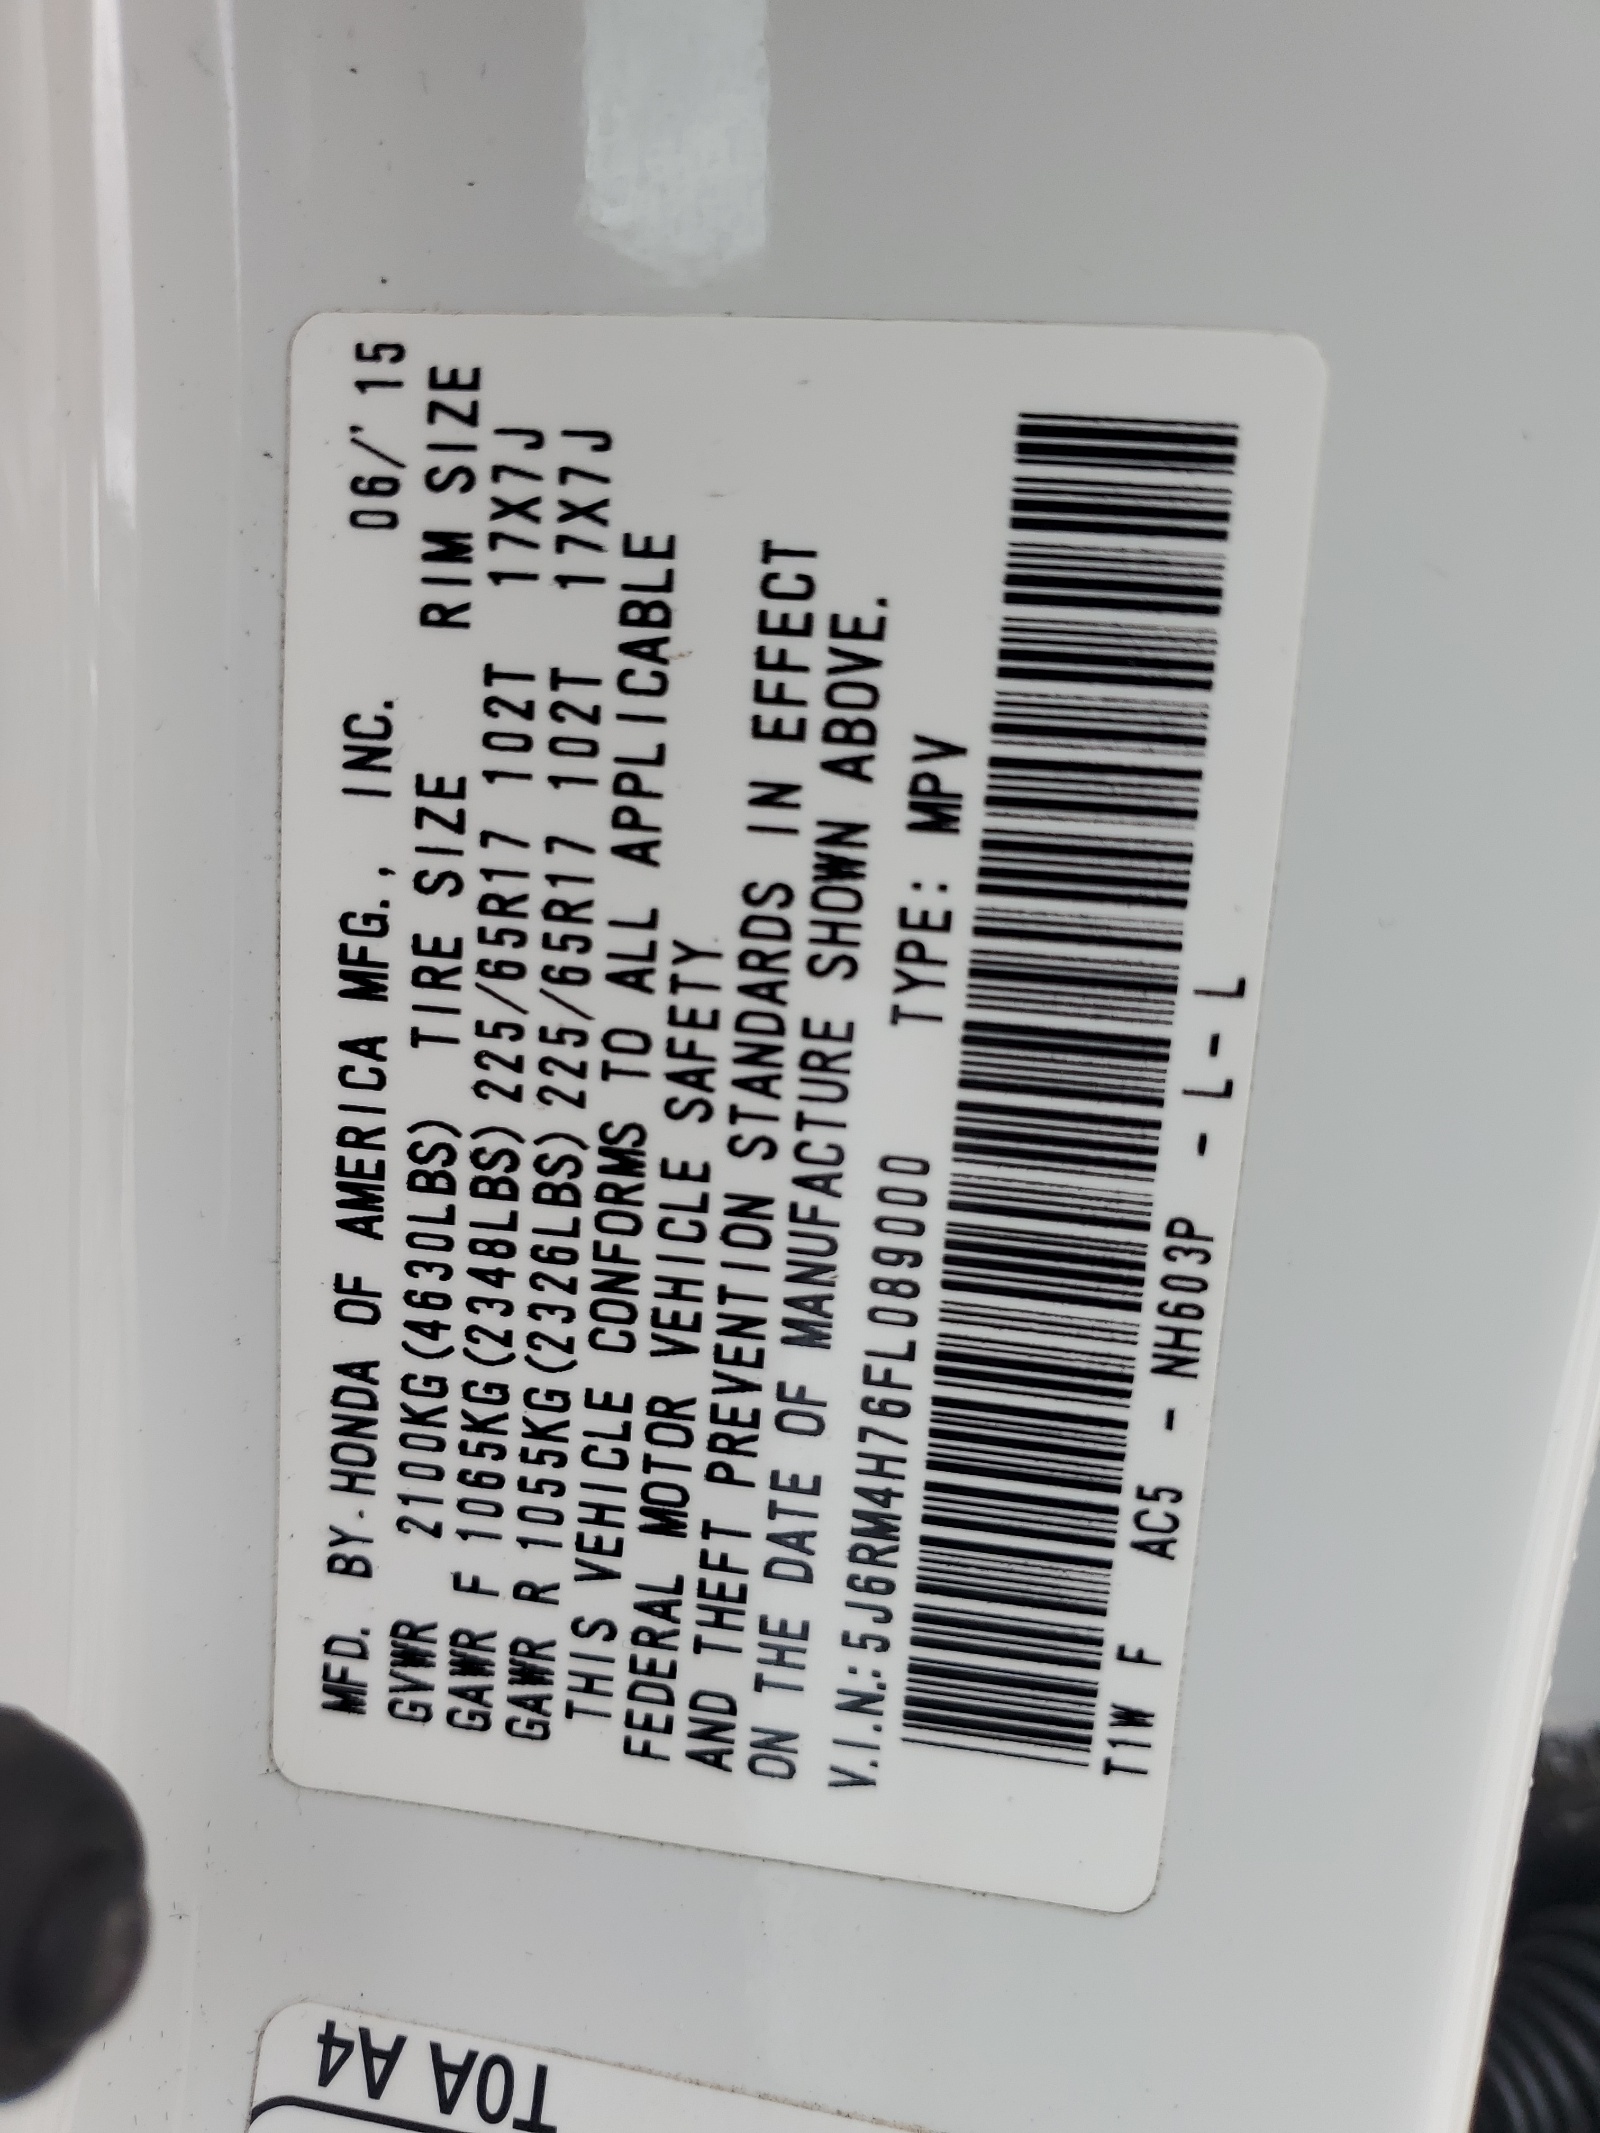 MFD. BY.HONDA OF AMERICA MFG., INC. 06/'15
GVWR 2100KG(4630LBS) TIRE SIZE RIM SIZE
GAWR F 1065KG(2348LBS) 225/65R17 102T 17X7J
GAWR R 1055KG(2326LBS) 225/65R17 102T 17X7J
THIS VEHICLE CONFORMS TO ALL APPLICABLE
FEDERAL MOTOR VEHICLE SAFETY
AND THEFT PREVENTION STANDARDS IN EFFECT
ON THE DATE OF MANUFACTURE SHOWN ABOVE.
V.I.N.:5J6RM4H76FL089000 TYPE: MPV
T1W F AC5 - NH603P - L-L
T0A A4